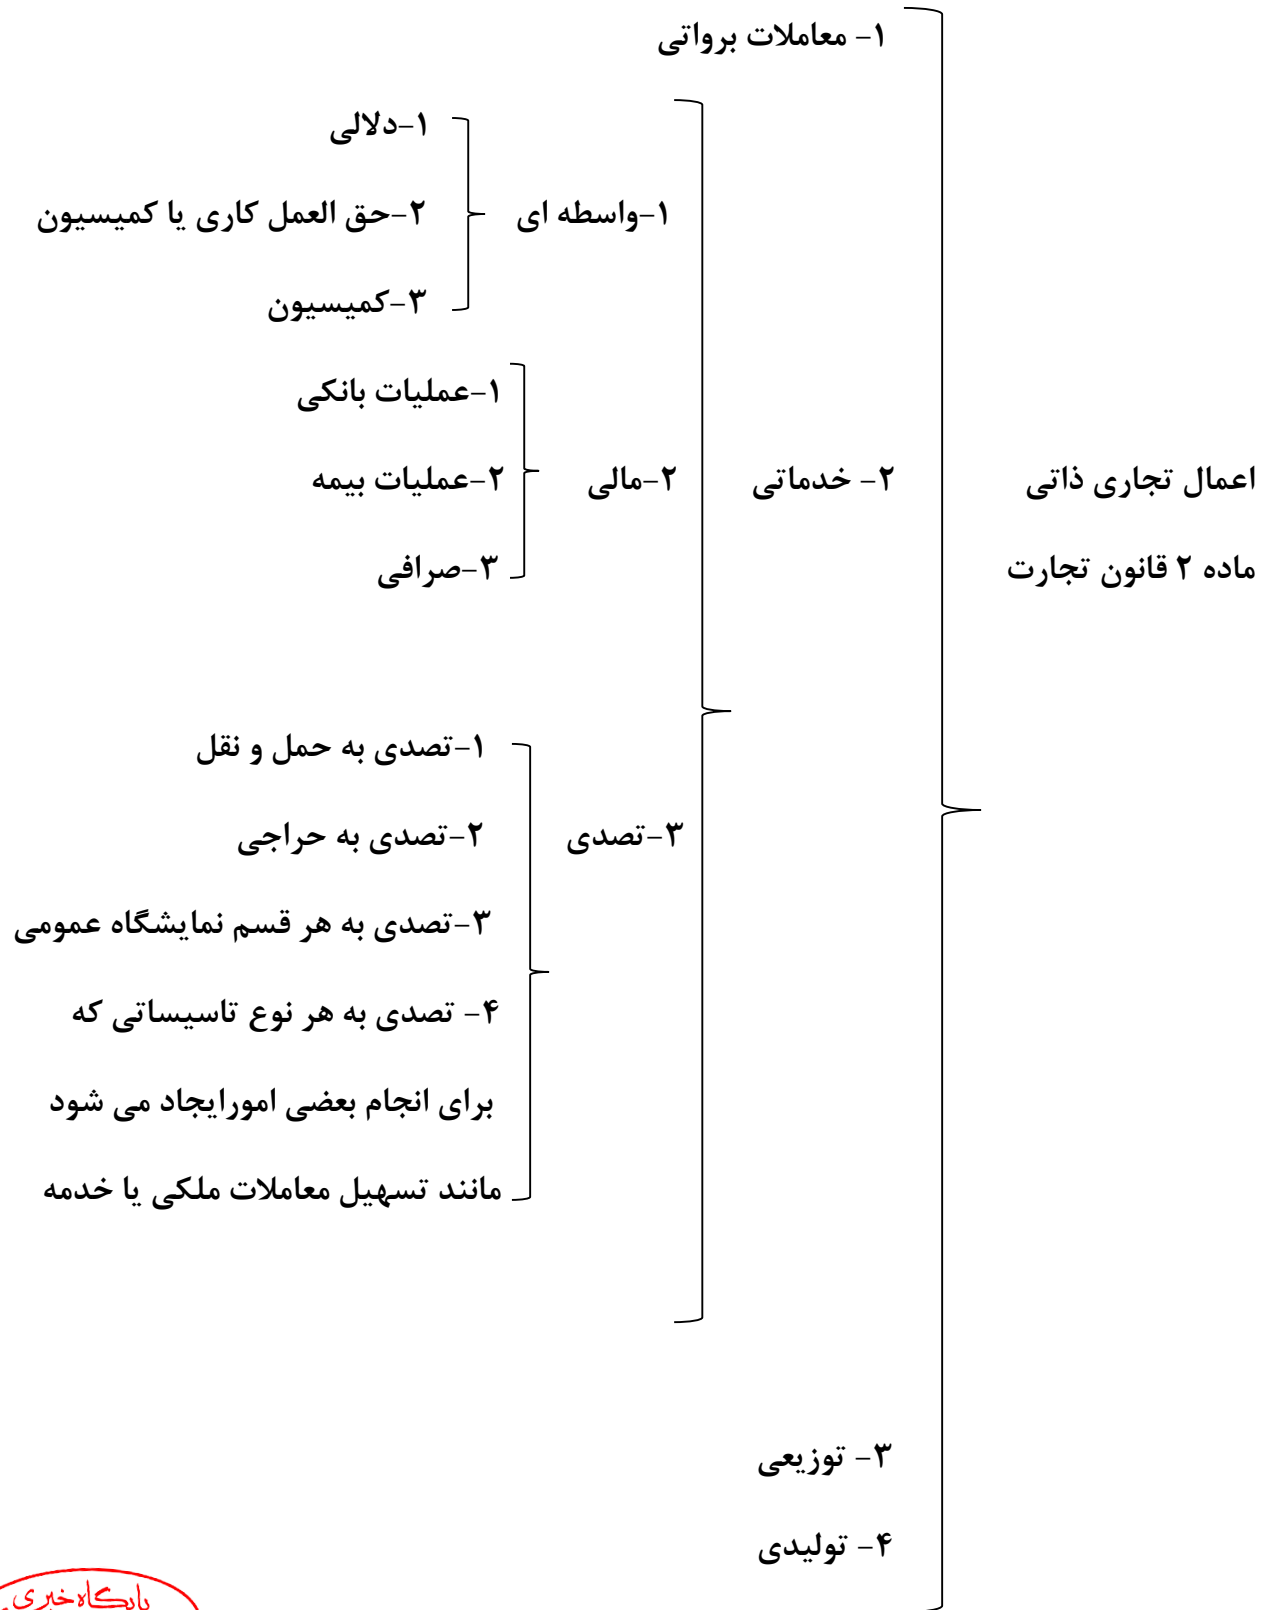 ۱- معاملات برواتی
۱-دلالی
۱-واسطه ای
۲-حق العمل کاری یا کمیسیون
۳-کمیسیون
۱-عملیات بانکی
اعمال تجاری ذاتی
۲- خدماتی
۲-مالی
۲-عملیات بیمه
ماده ۲ قانون تجارت
۳-صرافی
۱-تصدی به حمل و نقل
۳-تصدی
۲-تصدی به حراجی
۳-تصدی به هر قسم نمایشگاه عمومی
۴- تصدی به هر نوع تاسیساتی که
برای انجام بعضی امورایجاد می شود
مانند تسهیل معاملات ملکی یا خدمه
۳- توزیعی
۴- تولیدی
پایگاه خبری